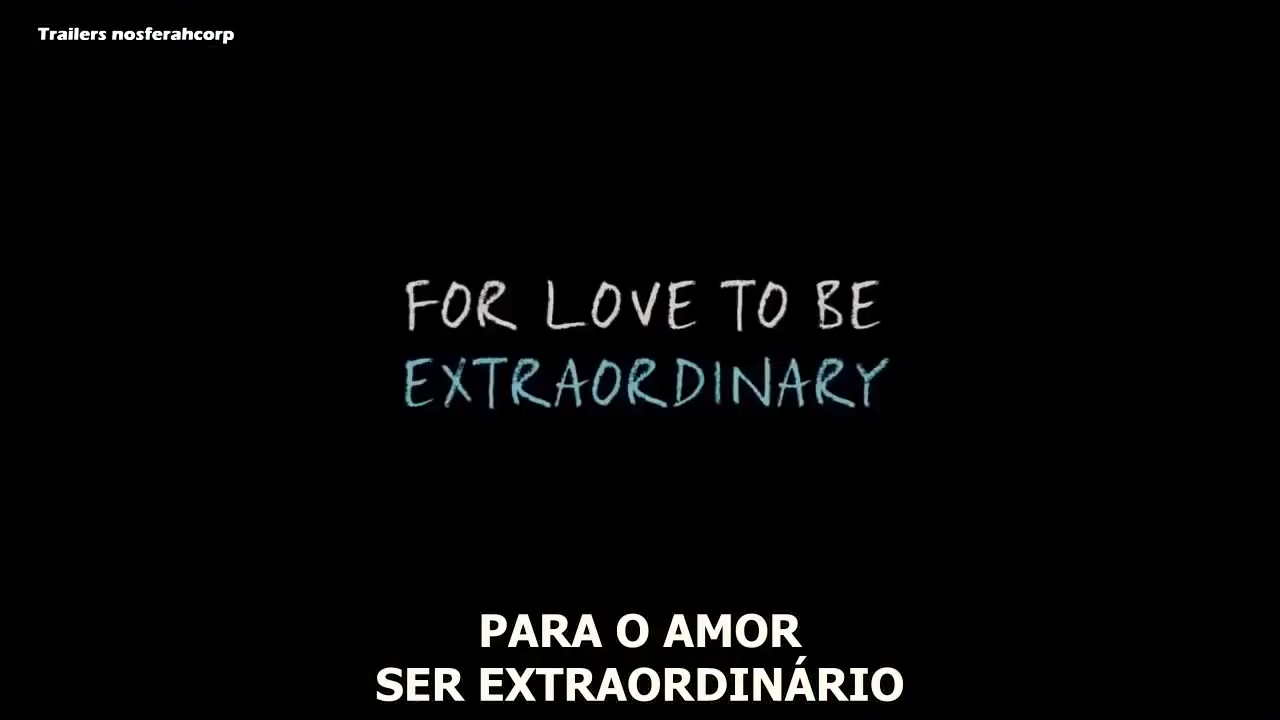 Trailers nosferahcorp
FOR LOVE TO BE
EXTRAORDINARY
PARA O AMOR
SER EXTRAORDINÁRIO